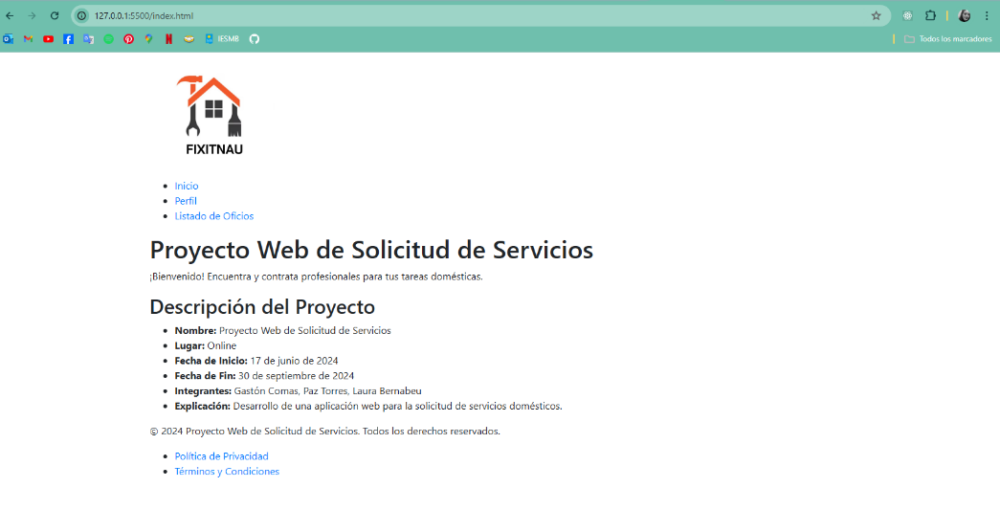 127.0.0.1:5500/index.html
IESMB
Todos los marcadores
FIXITNAU
Inicio
Perfil
Listado de Oficios
Proyecto Web de Solicitud de Servicios
¡Bienvenido! Encuentra y contrata profesionales para tus tareas domésticas.
Descripción del Proyecto
Nombre: Proyecto Web de Solicitud de Servicios
Lugar: Online
Fecha de Inicio: 17 de junio de 2024
Fecha de Fin: 30 de septiembre de 2024
Integrantes: Gastón Comas, Paz Torres, Laura Bernabeu
Explicación: Desarrollo de una aplicación web para la solicitud de servicios domésticos.
© 2024 Proyecto Web de Solicitud de Servicios. Todos los derechos reservados.
Política de Privacidad
Términos y Condiciones